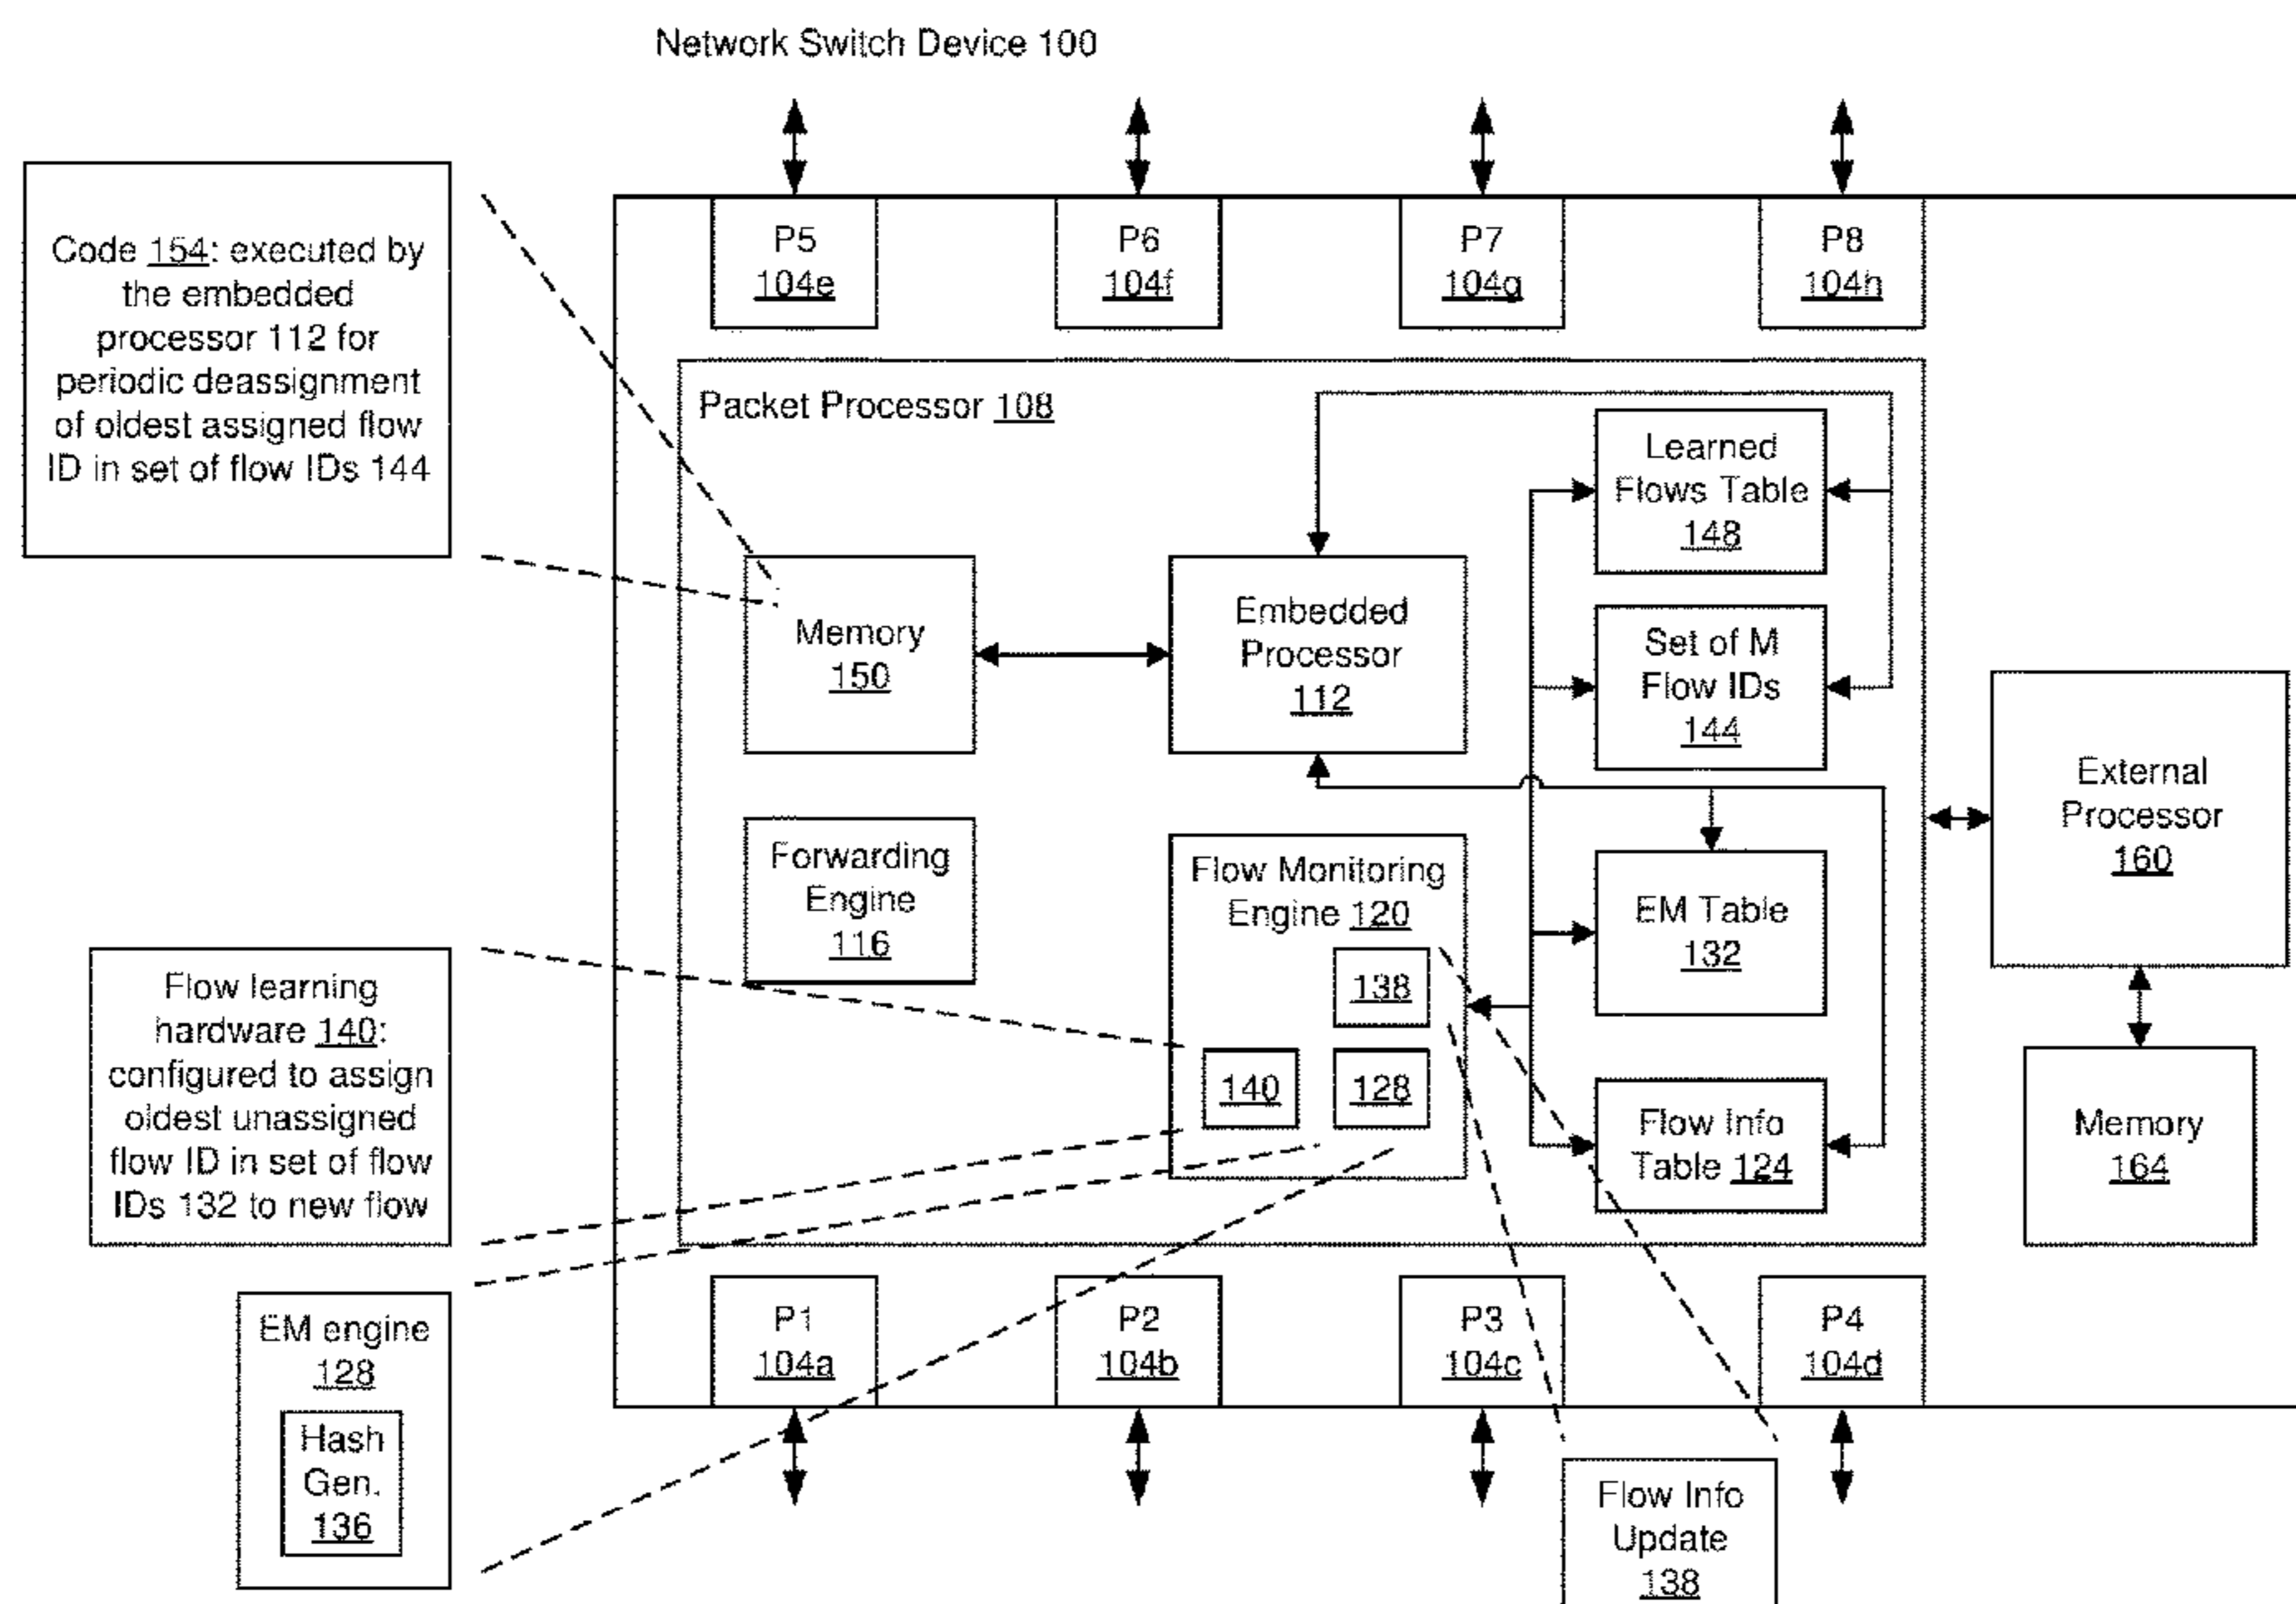 Network Switch Device 100
Code 154: executed by
the embedded
processor 112 for
periodic deassignment
of oldest assigned flow
ID in set of flow IDs 144
P5
104e
P6
104f
P7
104g
P8
104h
Packet Processor 108
Learned
Flows Table
148
Memory
150
Embedded
Processor
112
Set of M
Flow IDs
144
External
Processor
160
Forwarding
Engine
116
Flow Monitoring
Engine 120
138
140
128
EM Table
132
Flow Info
Table 124
Memory
164
Flow learning
hardware 140:
configured to assign
oldest unassigned
flow ID in set of flow
IDs 132 to new flow
P1
104a
P2
104b
P3
104c
P4
104d
EM engine
128
Hash
Gen.
136
Flow Info
Update
138